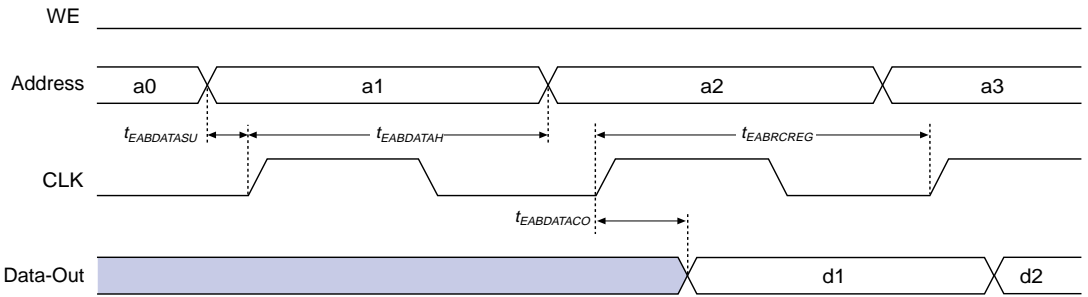 WE
Address a0 a1 a2 a3
tEABDATASU tEABDATAH tEABRCREG
CLK
tEABDATACO
Data-Out d1 d2